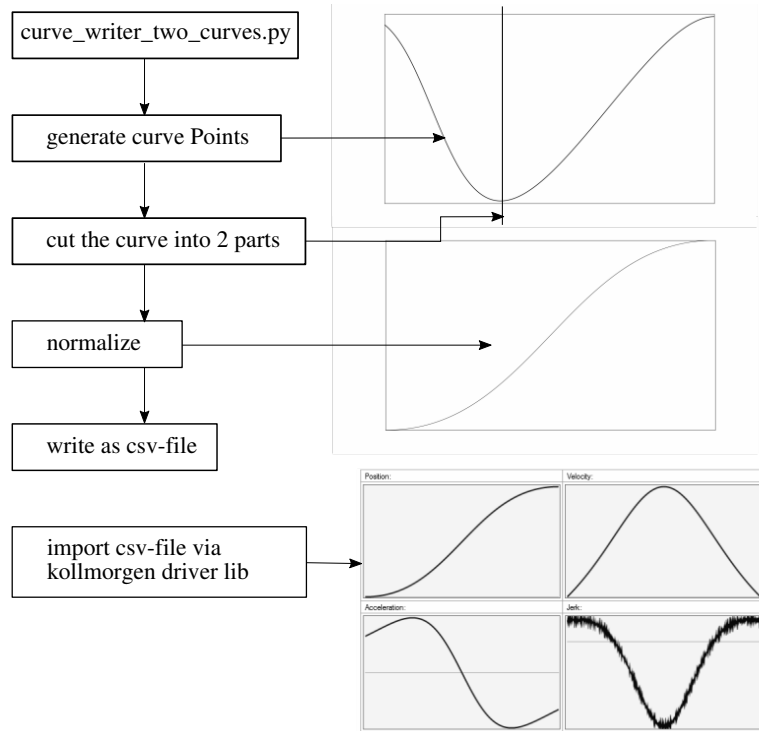 curve_writer_two_curves.py
generate curve Points
cut the curve into 2 parts
normalize
write as csv-file
import csv-file via
kollmorgen driver lib
Position:
Velocity:
Acceleration:
Jerk: